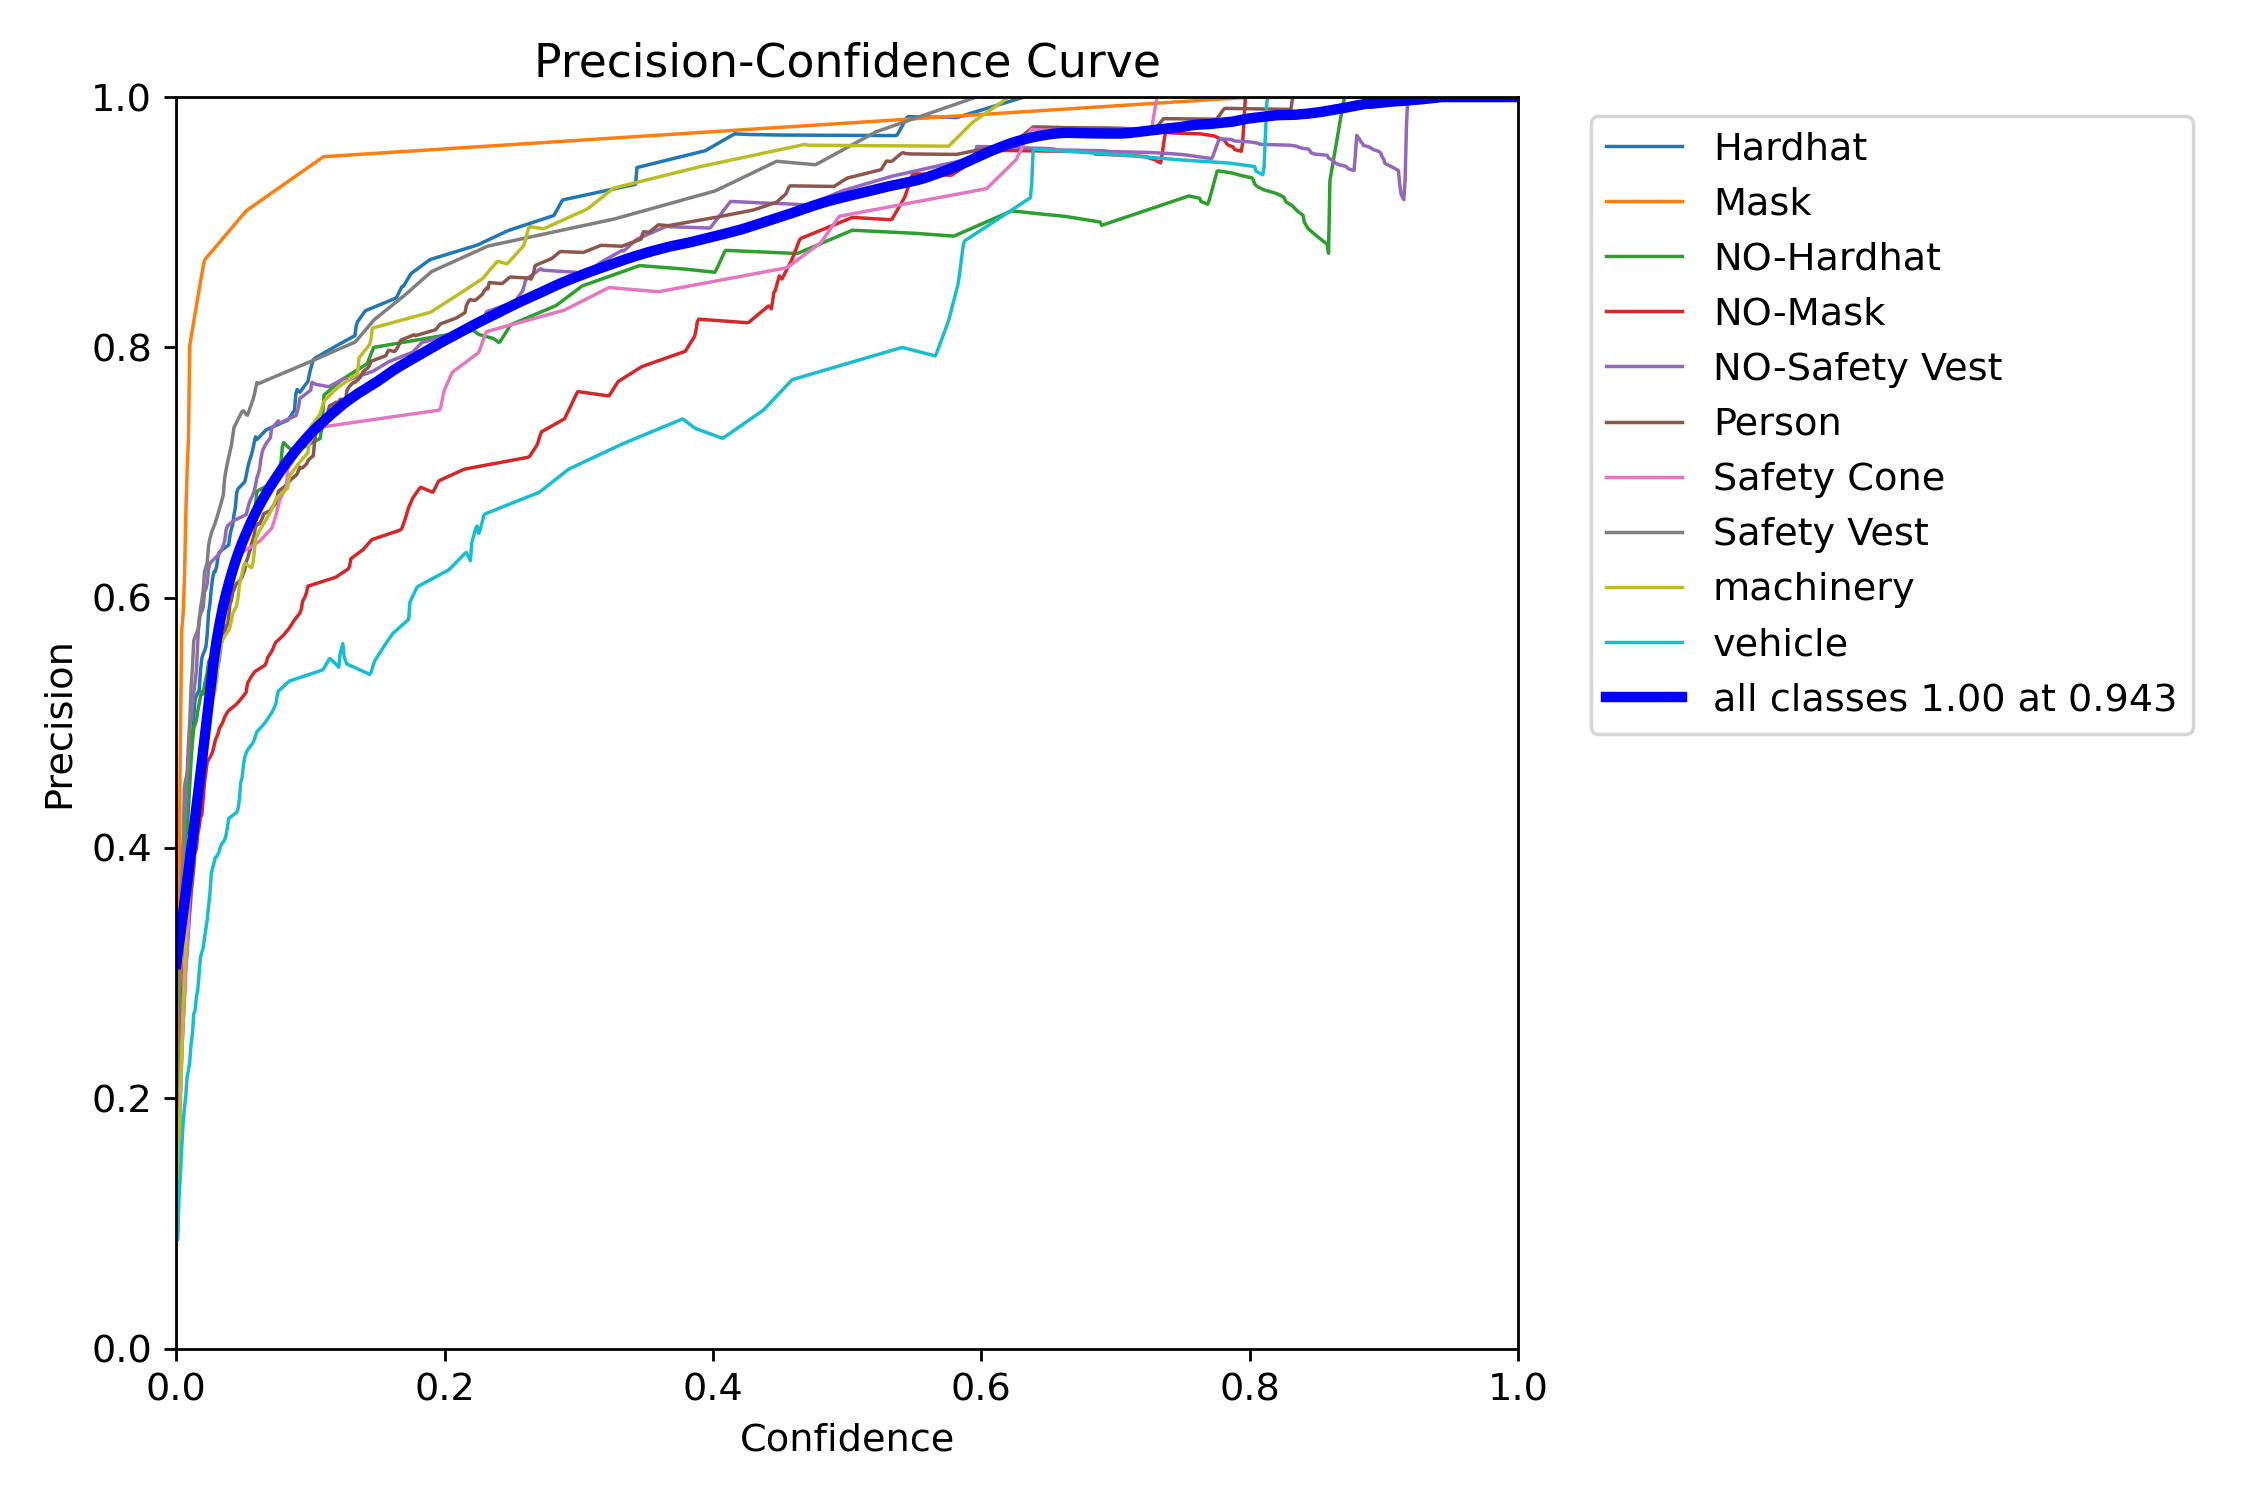 Precision-Confidence Curve
1.0
0.8
0.6
0.4
0.2
0.0
Precision
0.0 0.2 0.4 0.6 0.8 1.0
Confidence
Hardhat
Mask
NO-Hardhat
NO-Mask
NO-Safety Vest
Person
Safety Cone
Safety Vest
machinery
vehicle
all classes 1.00 at 0.943